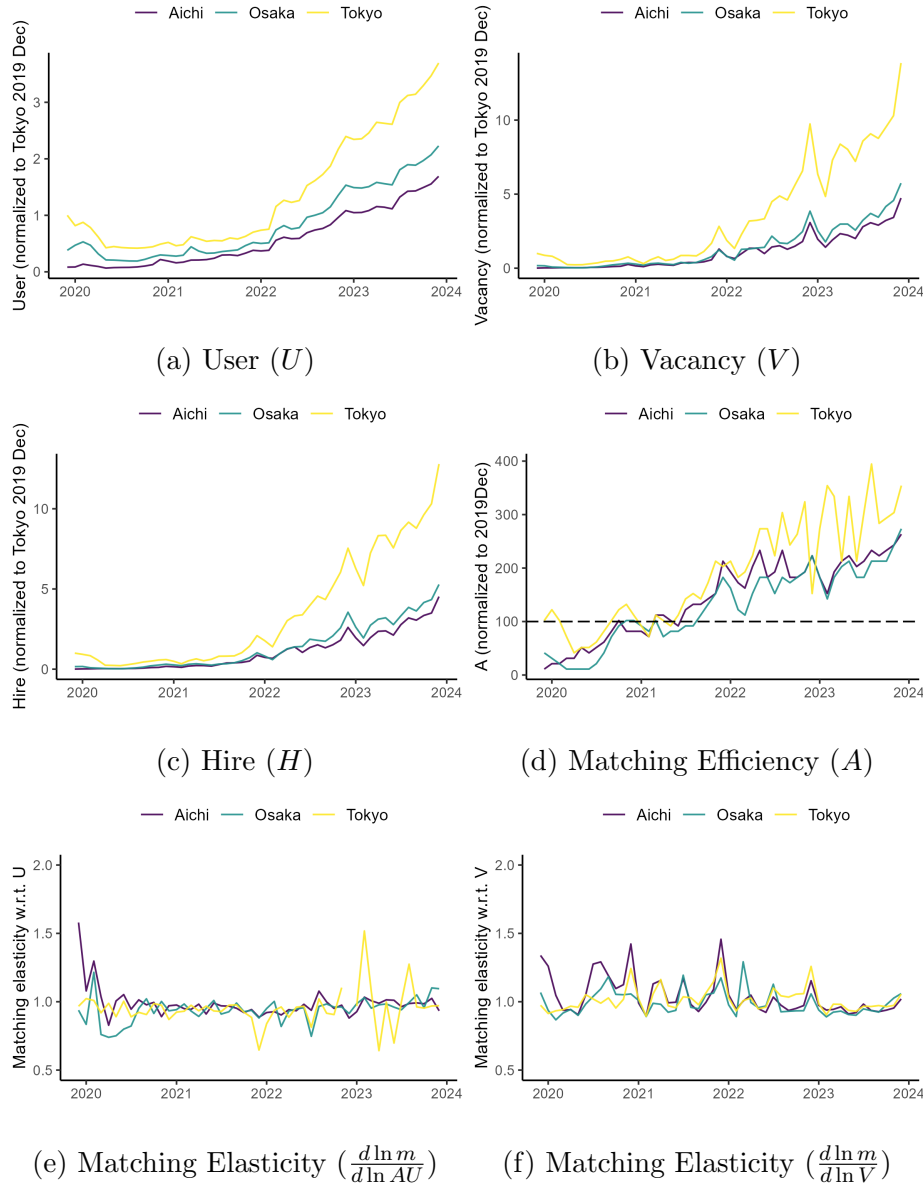 Aichi Osaka Tokyo
User (normalized to Tokyo 2019 Dec)
3
2
1
0
2020 2021 2022 2023 2024
(a) User (U)
Aichi Osaka Tokyo
Vacancy (normalized to Tokyo 2019 Dec)
10
5
0
2020 2021 2022 2023 2024
(b) Vacancy (V)
Aichi Osaka Tokyo
Hire (normalized to Tokyo 2019 Dec)
10
5
0
2020 2021 2022 2023 2024
(c) Hire (H)
Aichi Osaka Tokyo
A (normalized to 2019Dec)
400
300
200
100
0
2020 2021 2022 2023 2024
(d) Matching Efficiency (A)
Aichi Osaka Tokyo
Matching elasticity w.r.t. U
2.0
1.5
1.0
0.5
2020 2021 2022 2023 2024
(e) Matching Elasticity (d ln m / d ln AU)
Aichi Osaka Tokyo
Matching elasticity w.r.t. V
2.0
1.5
1.0
0.5
2020 2021 2022 2023 2024
(f) Matching Elasticity (d ln m / d ln V)